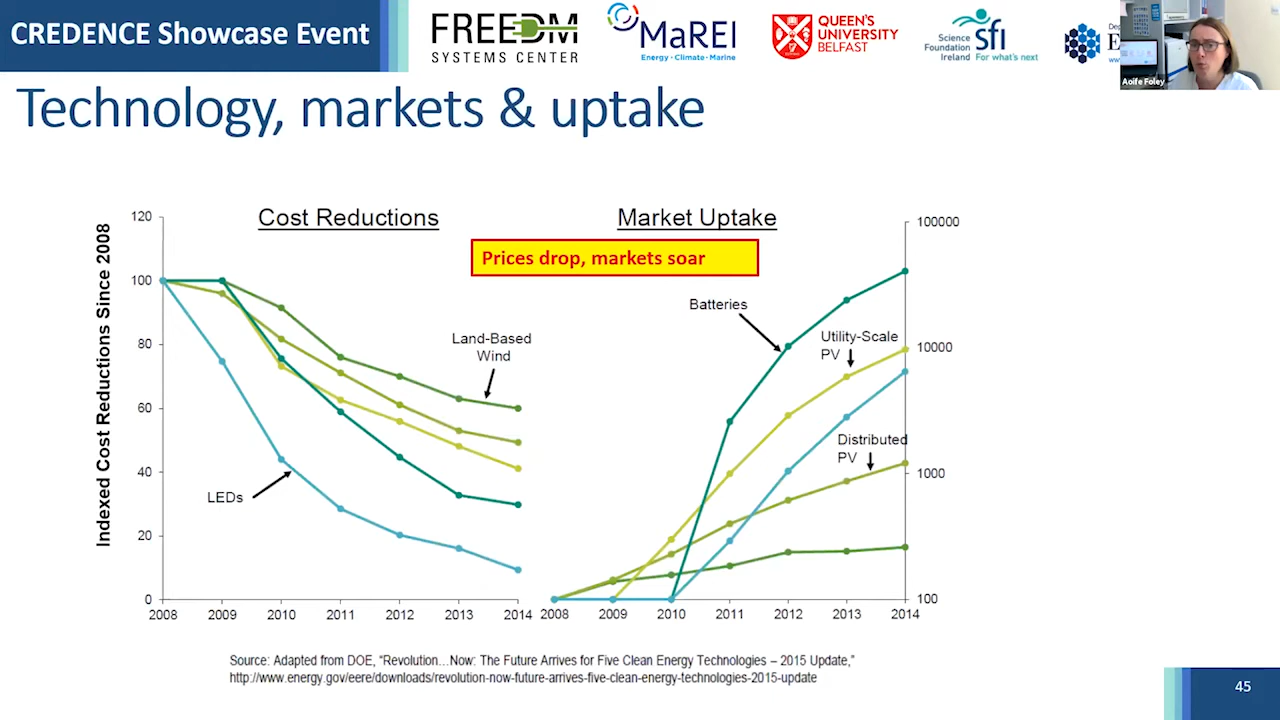 CREDENCE Showcase Event
FREEDM
SYSTEMS CENTER
MaREI
Energy • Climate • Marine
QUEEN'S
UNIVERSITY
BELFAST
Science
Foundation
Ireland
sfi
For what's next
Aoife Foley
Technology, markets & uptake
Cost Reductions
Market Uptake
Prices drop, markets soar
Indexed Cost Reductions Since 2008
120
100
80
60
40
20
0
2008 2009 2010 2011 2012 2013 2014
Land-Based
Wind
LEDs
Batteries
Utility-Scale
PV
Distributed
PV
100000
10000
1000
100
2008 2009 2010 2011 2012 2013 2014
Source: Adapted from DOE, “Revolution…Now: The Future Arrives for Five Clean Energy Technologies – 2015 Update,”
http://www.energy.gov/eere/downloads/revolution-now-future-arrives-five-clean-energy-technologies-2015-update
45